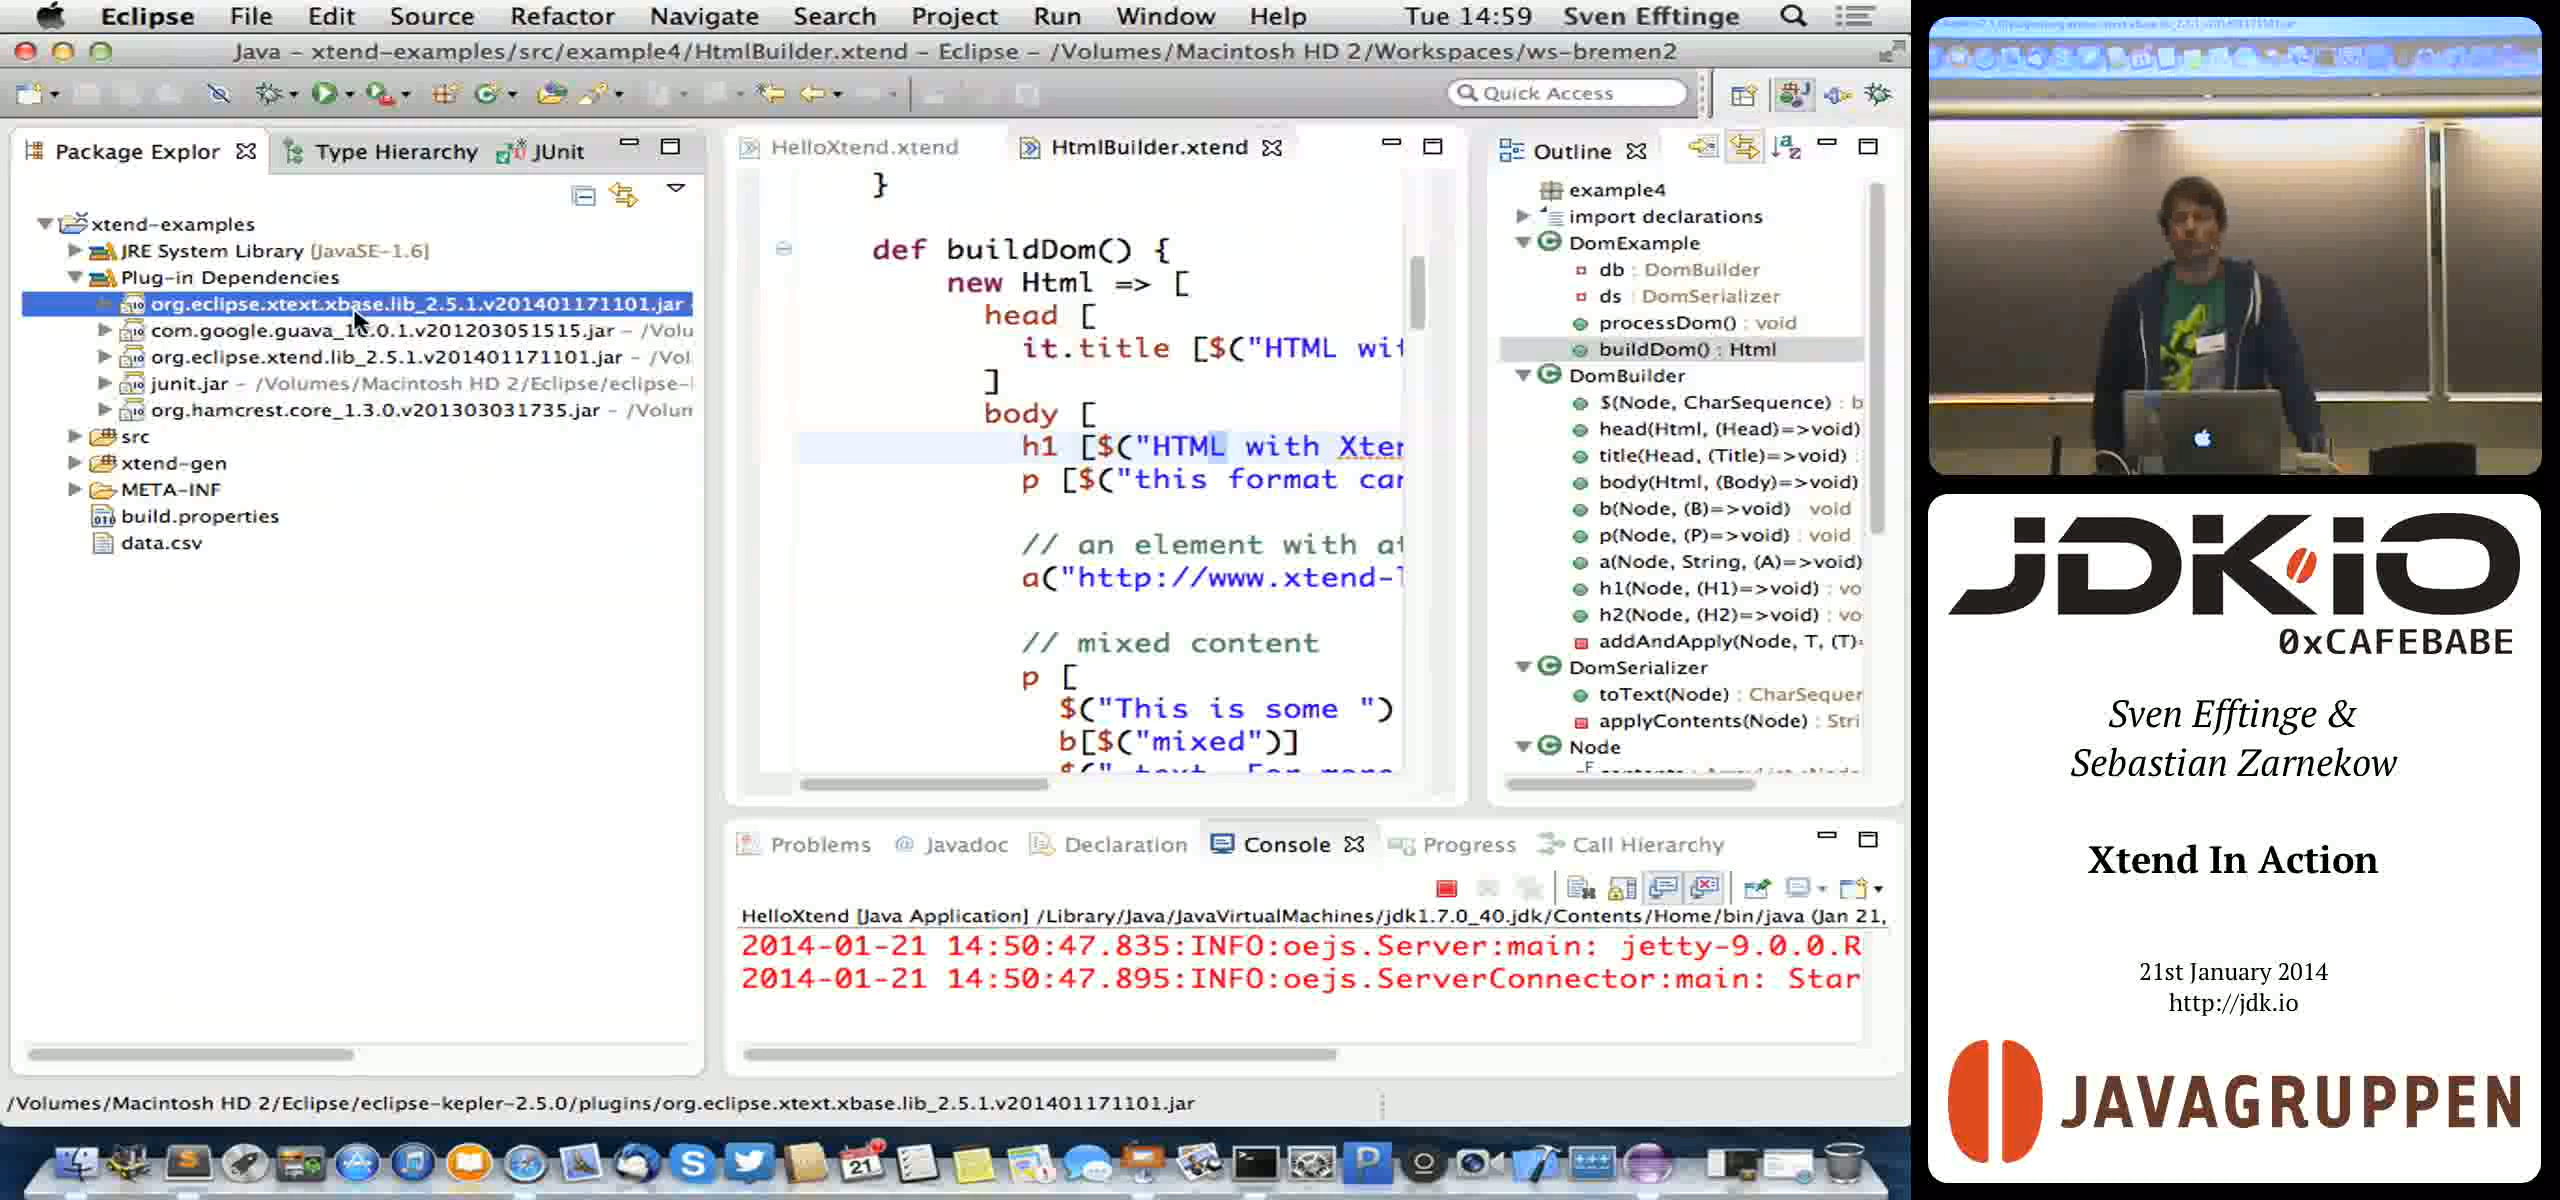 Eclipse File Edit Source Refactor Navigate Search Project Run Window Help Tue 14:59 Sven Efftinge
Java – xtend-examples/src/example4/HtmlBuilder.xtend – Eclipse – /Volumes/Macintosh HD 2/Workspaces/ws-bremen2
Quick Access
Package Explor Type Hierarchy JUnit
xtend-examples
JRE System Library [JavaSE-1.6]
Plug-in Dependencies
org.eclipse.xtext.xbase.lib_2.5.1.v201401171101.jar
com.google.guava_10.0.1.v201203051515.jar – /Volu
org.eclipse.xtend.lib_2.5.1.v201401171101.jar – /Vol
junit.jar – /Volumes/Macintosh HD 2/Eclipse/eclipse-
org.hamcrest.core_1.3.0.v201303031735.jar – /Volum
src
xtend-gen
META-INF
build.properties
data.csv
HelloXtend.xtend HtmlBuilder.xtend
}
def buildDom() {
new Html => [
head [
it.title [$("HTML wit
]
body [
h1 [$("HTML with Xten
p [$("this format can
// an element with at
a("http://www.xtend-l
// mixed content
p [
$("This is some ")
b[$("mixed")]
$(" text. For more
Outline
example4
import declarations
DomExample
db : DomBuilder
ds : DomSerializer
processDom() : void
buildDom() : Html
DomBuilder
$(Node, CharSequence) : b
head(Html, (Head)=>void)
title(Head, (Title)=>void) :
body(Html, (Body)=>void)
b(Node, (B)=>void) : void
p(Node, (P)=>void) : void
a(Node, String, (A)=>void)
h1(Node, (H1)=>void) : vo
h2(Node, (H2)=>void) : vo
addAndApply(Node, T, (T)=
DomSerializer
toText(Node) : CharSequer
applyContents(Node) : Stri
Node
Problems Javadoc Declaration Console Progress Call Hierarchy
HelloXtend [Java Application] /Library/Java/JavaVirtualMachines/jdk1.7.0_40.jdk/Contents/Home/bin/java (Jan 21,
2014-01-21 14:50:47.835:INFO:oejs.Server:main: jetty-9.0.0.R
2014-01-21 14:50:47.895:INFO:oejs.ServerConnector:main: Star
/Volumes/Macintosh HD 2/Eclipse/eclipse-kepler-2.5.0/plugins/org.eclipse.xtext.xbase.lib_2.5.1.v201401171101.jar
21
JDK.IO
0xCAFEBABE
Sven Efftinge &
Sebastian Zarnekow
Xtend In Action
21st January 2014
http://jdk.io
JAVAGRUPPEN